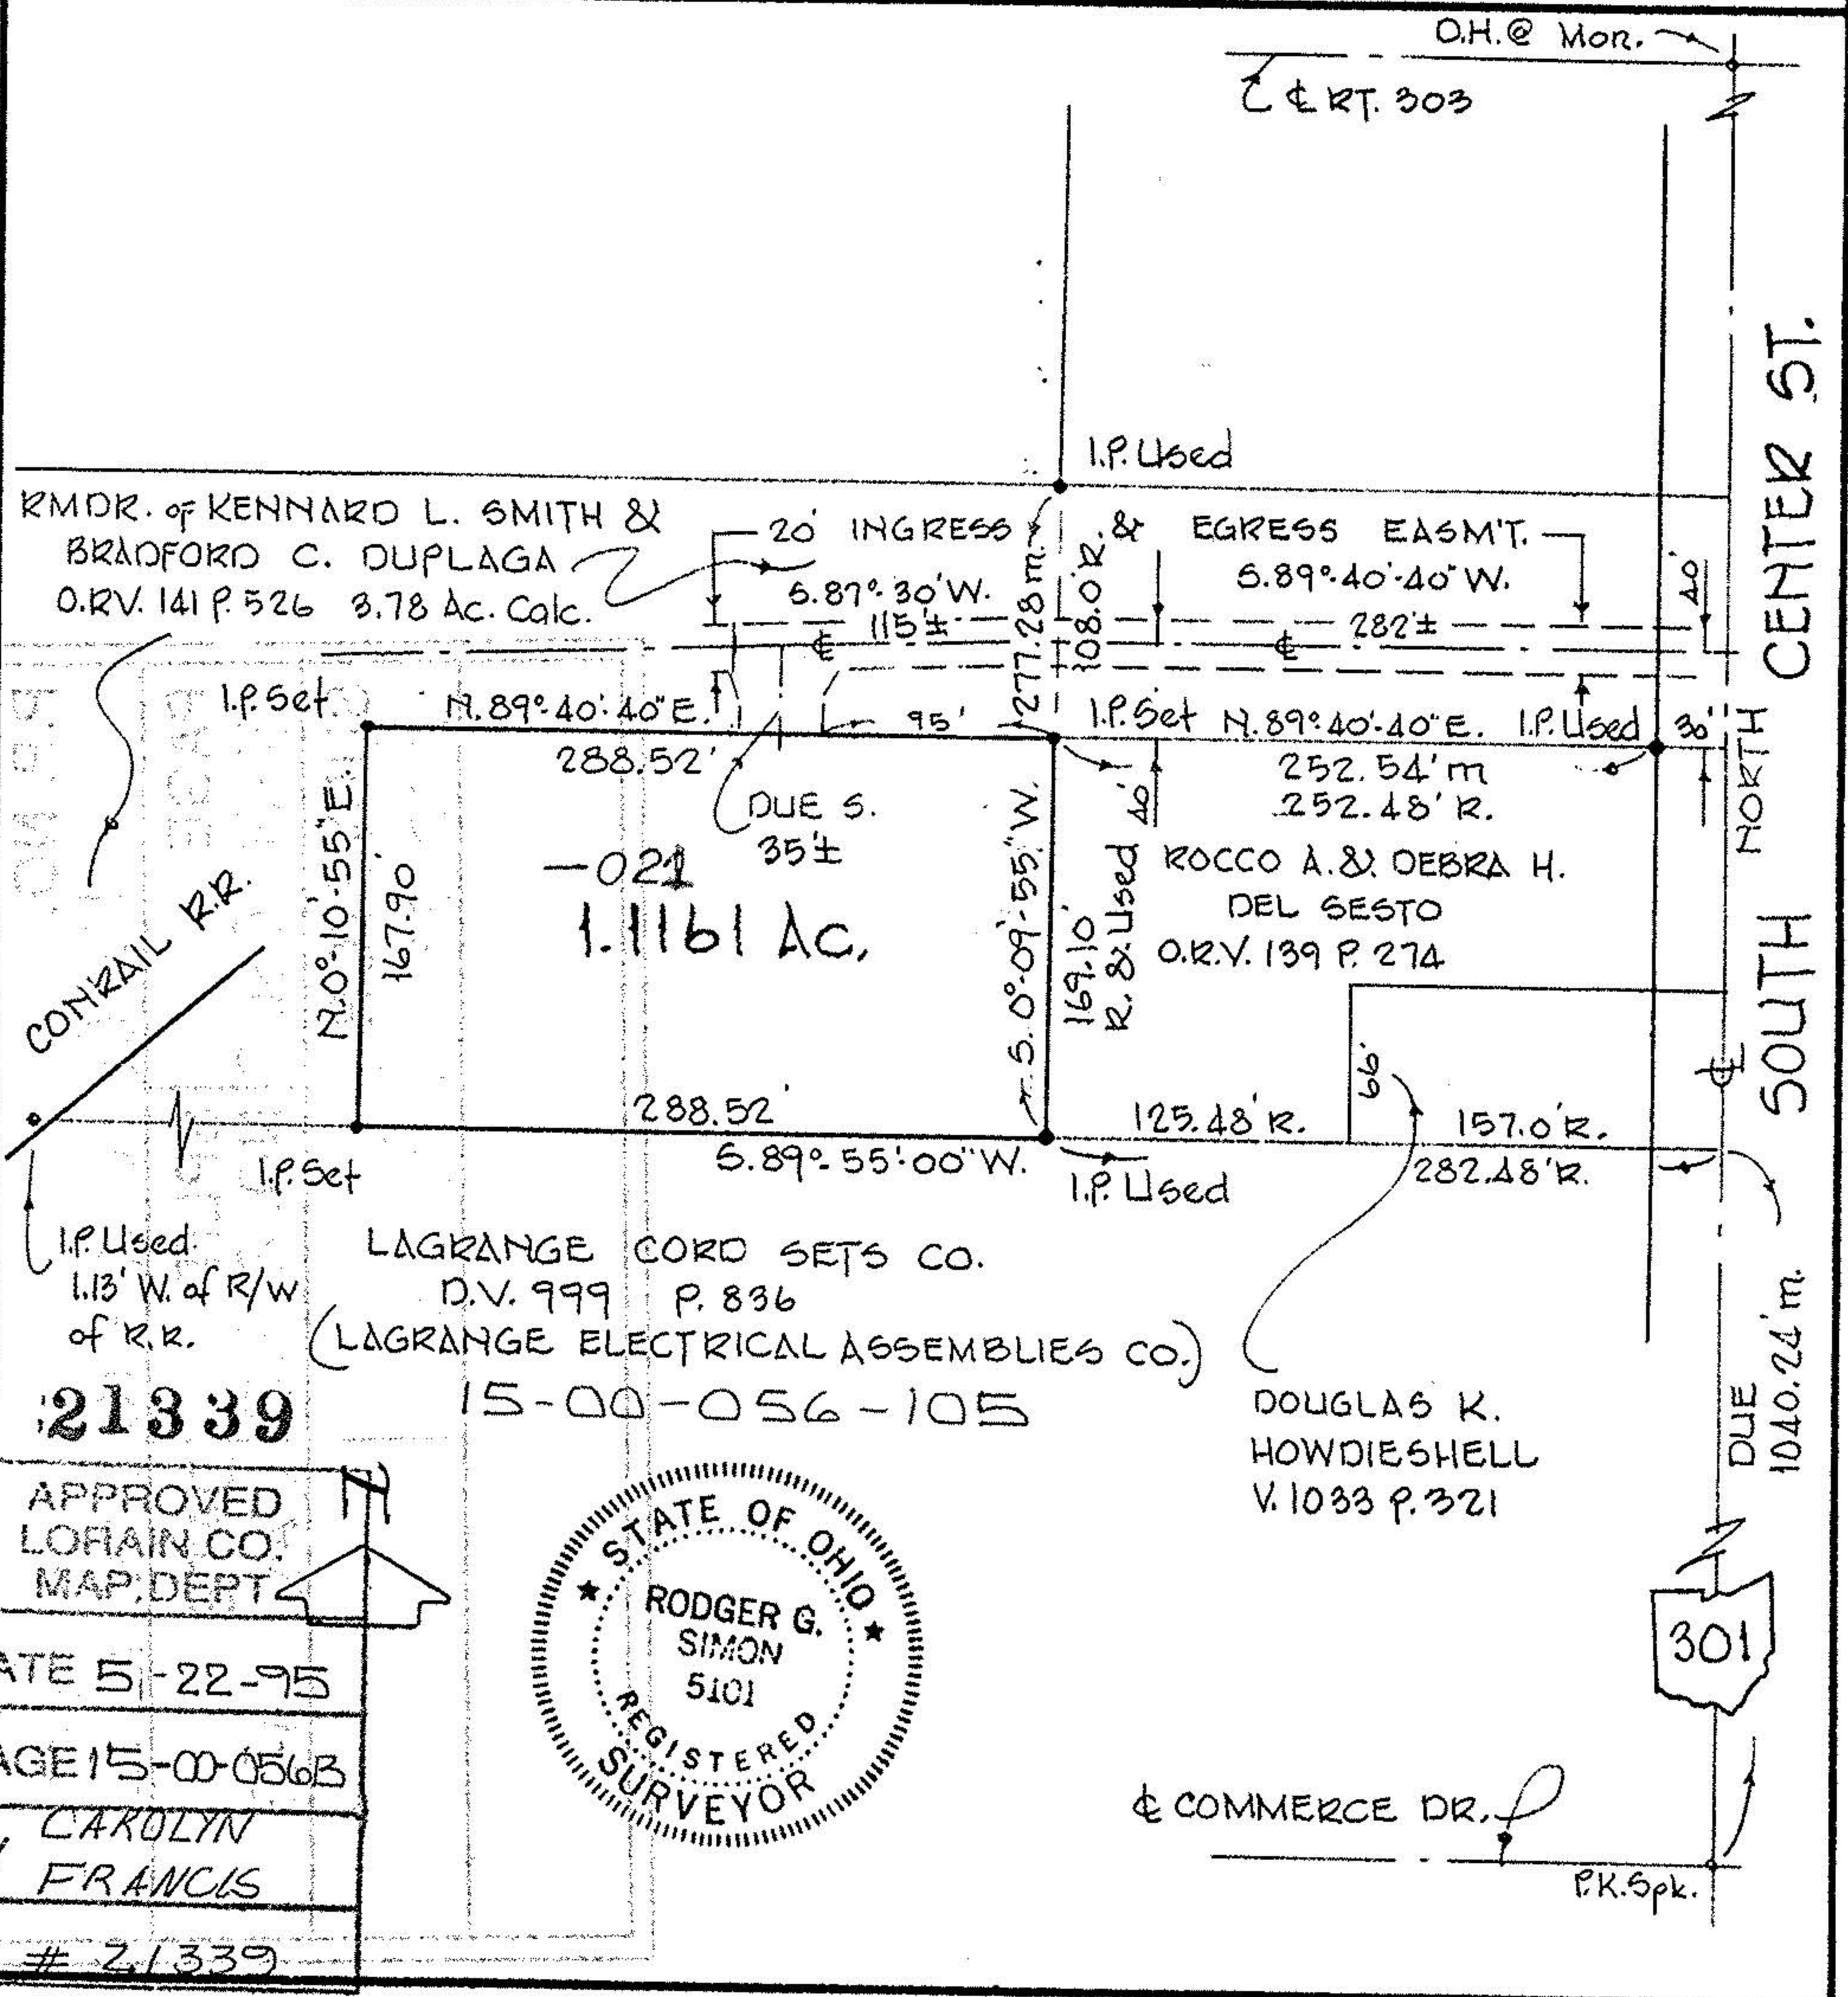 O.H.@ Mon.
℄ RT. 303
CENTER ST.
I.P. Used
RMDR. of KENNARD L. SMITH &
BRADFORD C. DUPLAGA
O.RV. 141 P. 526 3.78 Ac. Calc.
20' INGRESS & EGRESS EASM'T.
S.87°-30'W.
S.89°-40'-40"W.
115'±
282'±
℄
℄
277.28 m.
308.0'R.
40'
I.P. Set
N.89°-40'-40"E.
95'
I.P. Set
N.89°-40'-40"E.
I.P. Used
30'
288.52'
252.54'm
252.48' R.
DUE S.
35'±
40'
NORTH
N.0°-10'-55"E.
167.90'
-021
1.1161 AC.
S. 0°-09'-55"W.
169.10'
R. & Used
ROCCO A. & DEBRA H.
DEL SESTO
O.R.V. 139 P. 274
CONRAIL R.R.
SOUTH
℄
66'
288.52'
S.89°-55'-00"W.
125.48'R.
157.0'R.
282.48'R.
I.P. Set
I.P. Used
I.P. Used
1.13' W. of R/W
of R.R.
LAGRANGE CORD SETS CO.
D.V. 999 P. 836
(LAGRANGE ELECTRICAL ASSEMBLIES CO.)
15-00-056-105
21339
DOUGLAS K.
HOWDIESHELL
V. 1033 P. 321
DUE
1040.24'm.
APPROVED
LORAIN CO.
MAP DEPT
N
STATE OF OHIO
RODGER G.
SIMON
5101
REGISTERED
SURVEYOR
301
ATE 5-22-95
AGE 15-00-056B
CAROLYN
FRANCIS
# 21339
℄ COMMERCE DR.
P.K. Spk.